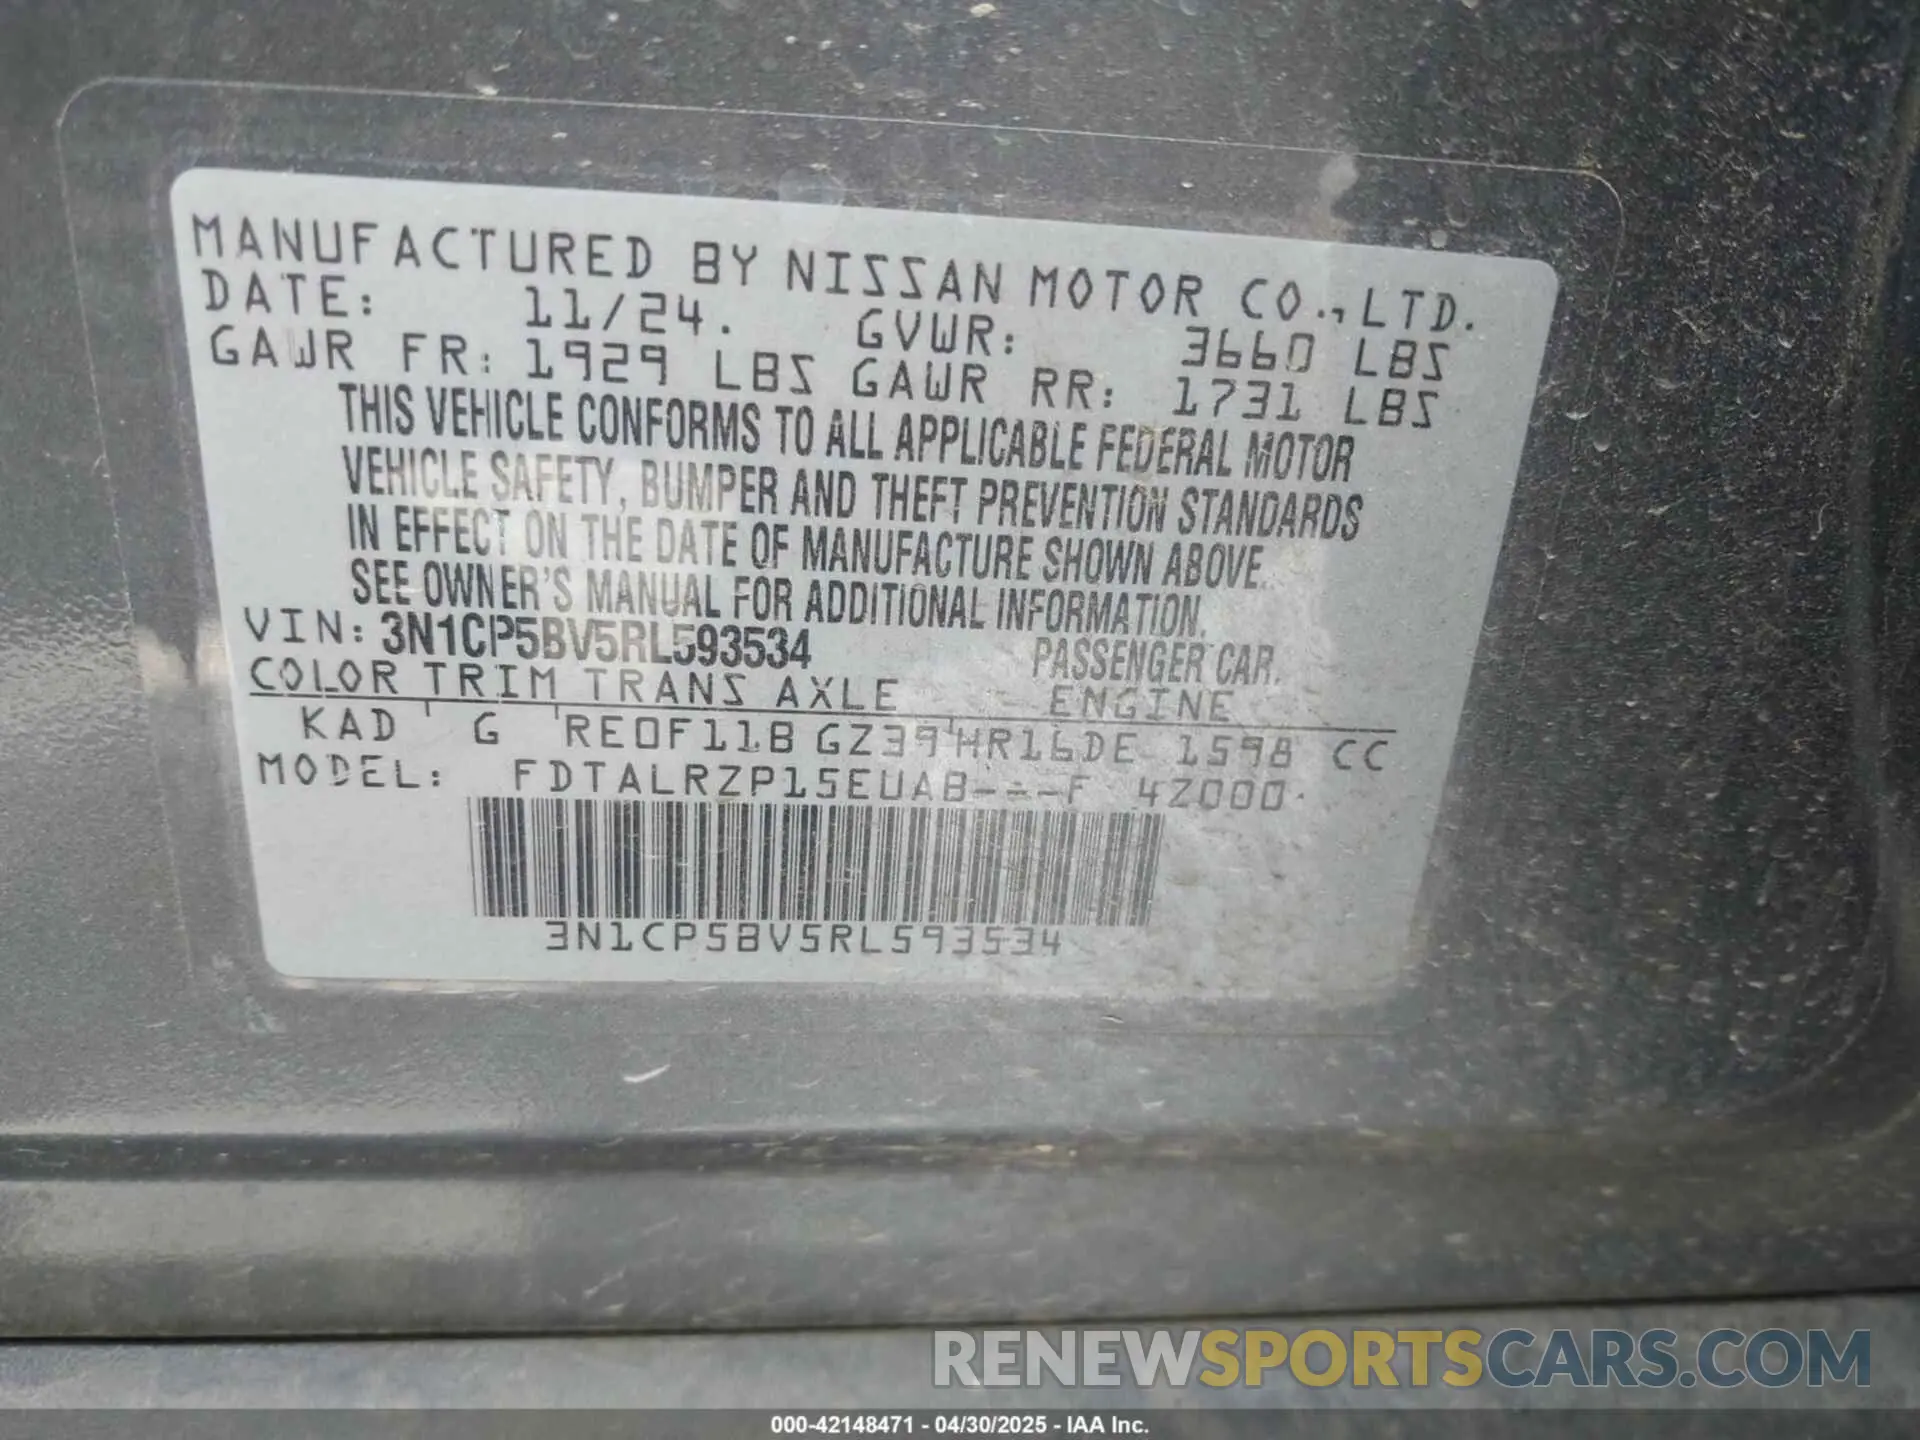 MANUFACTURED BY NISSAN MOTOR CO., LTD.
DATE: 11/24. GVWR: 3660 LBS
GAWR FR: 1929 LBS GAWR RR: 1731 LBS
THIS VEHICLE CONFORMS TO ALL APPLICABLE FEDERAL MOTOR
VEHICLE SAFETY, BUMPER AND THEFT PREVENTION STANDARDS
IN EFFECT ON THE DATE OF MANUFACTURE SHOWN ABOVE.
SEE OWNER'S MANUAL FOR ADDITIONAL INFORMATION.
VIN: 3N1CP5BV5RL593534 PASSENGER CAR.
COLOR TRIM TRANS AXLE ENGINE
KAD G RE0F11B GZ39 HR16DE 1598 CC
MODEL: FDTALRZP15EUAB---F 4Z000
3N1CP5BV5RL593534
RENEWSPORTSCARS.COM
000-42148471 - 04/30/2025 - IAA Inc.